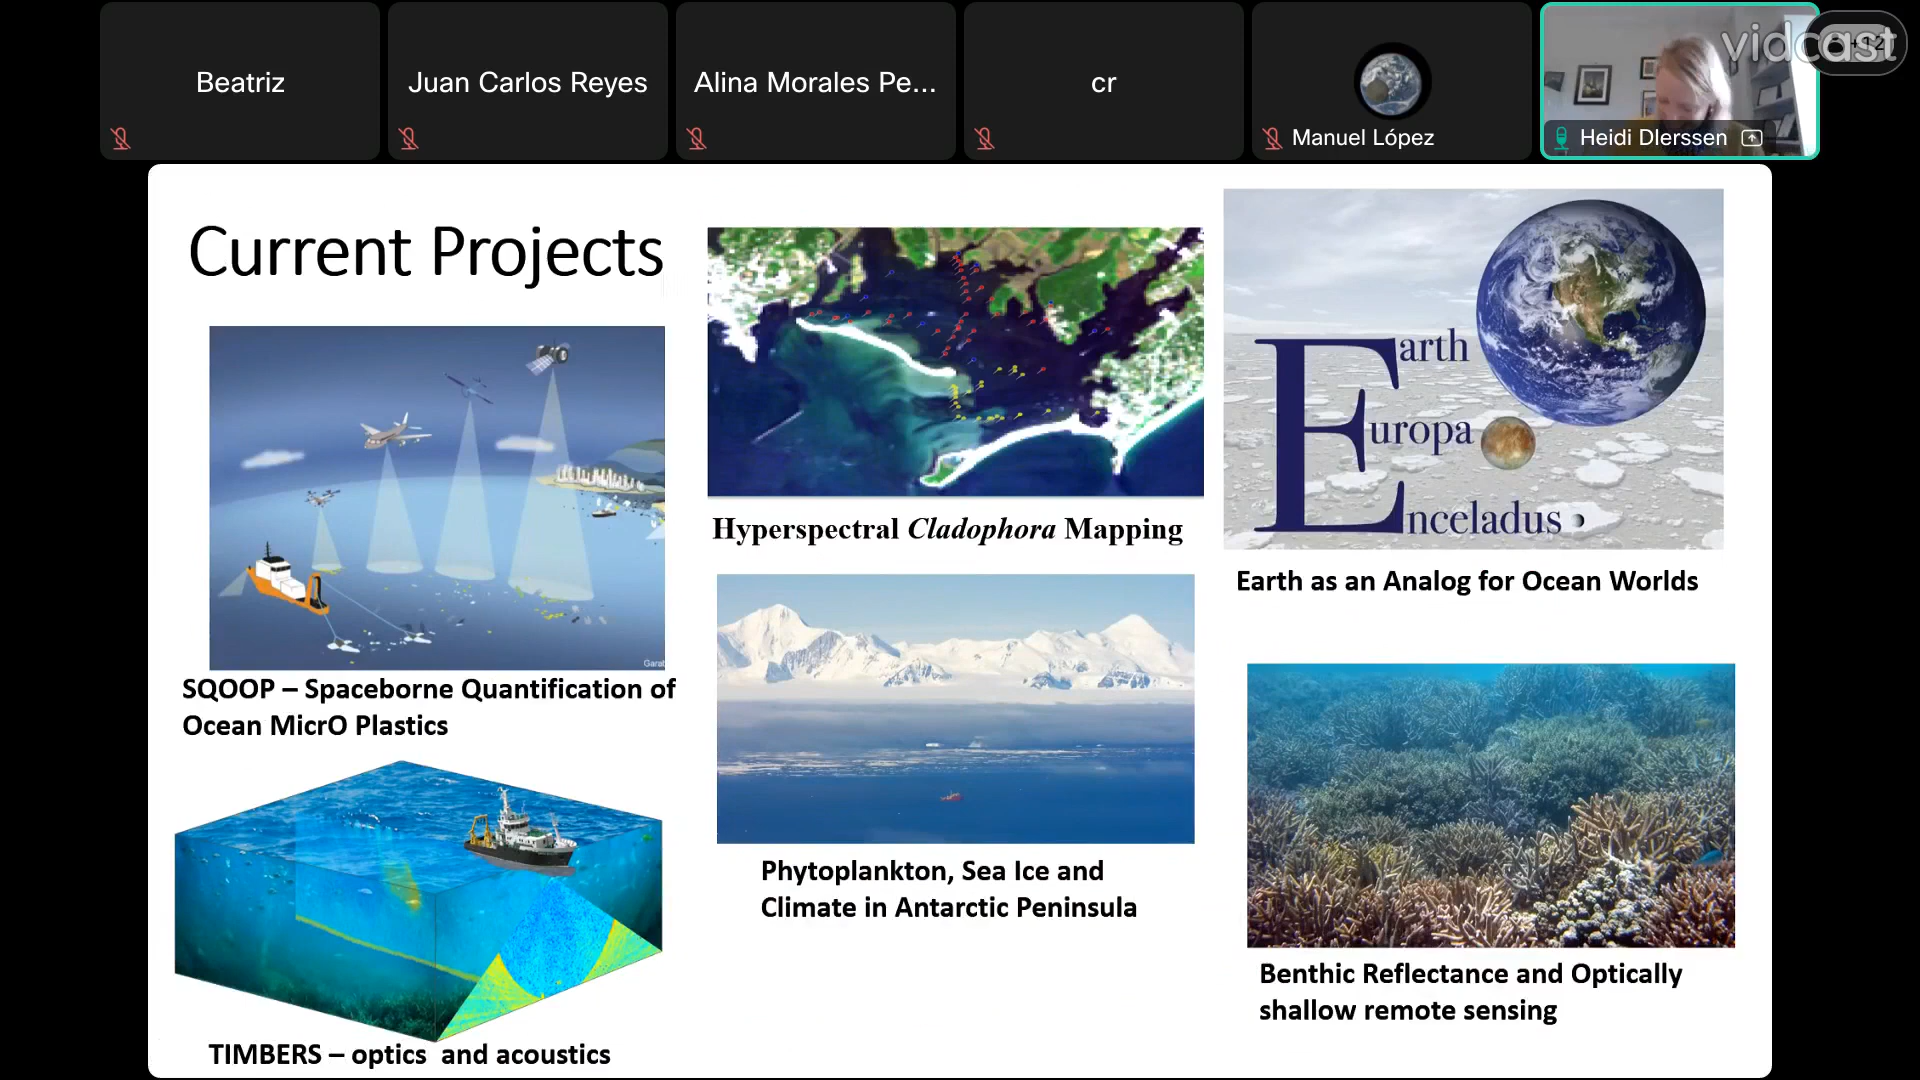 Beatriz
Juan Carlos Reyes
Alina Morales Pe...
cr
Manuel López
Heidi DIerssen
vidcast
+12
Current Projects
Earth
Europa
Enceladus
Hyperspectral Cladophora Mapping
Earth as an Analog for Ocean Worlds
Garab
SQOOP – Spaceborne Quantification of
Ocean MicrO Plastics
Phytoplankton, Sea Ice and
Climate in Antarctic Peninsula
Benthic Reflectance and Optically
shallow remote sensing
TIMBERS – optics and acoustics